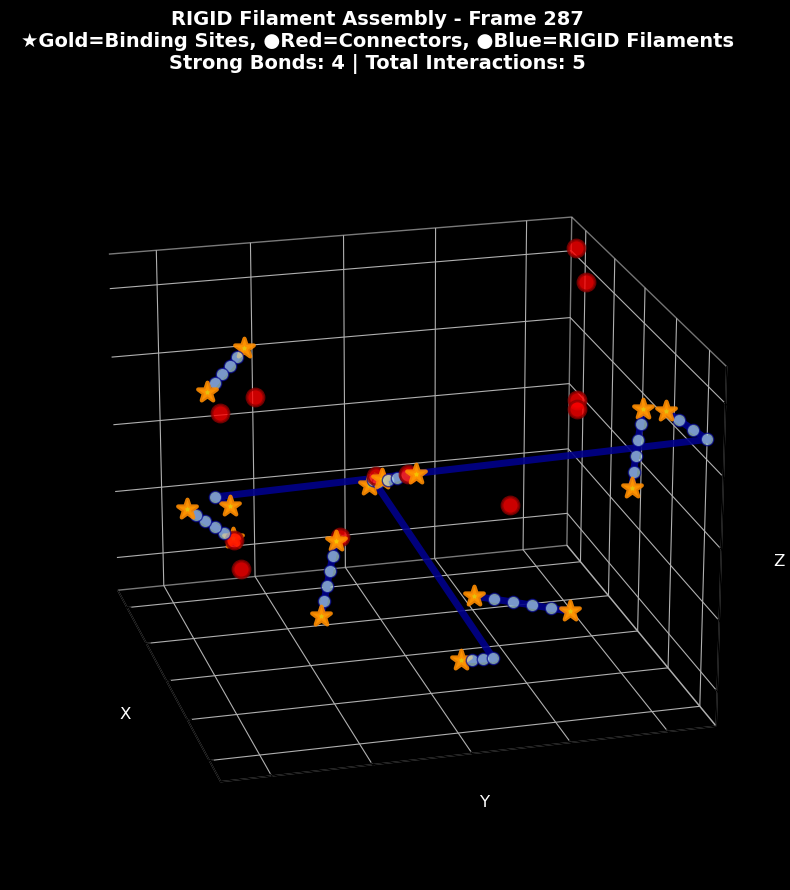 RIGID Filament Assembly - Frame 287
★Gold=Binding Sites, ●Red=Connectors, ●Blue=RIGID Filaments
Strong Bonds: 4 | Total Interactions: 5
Z
X
Y